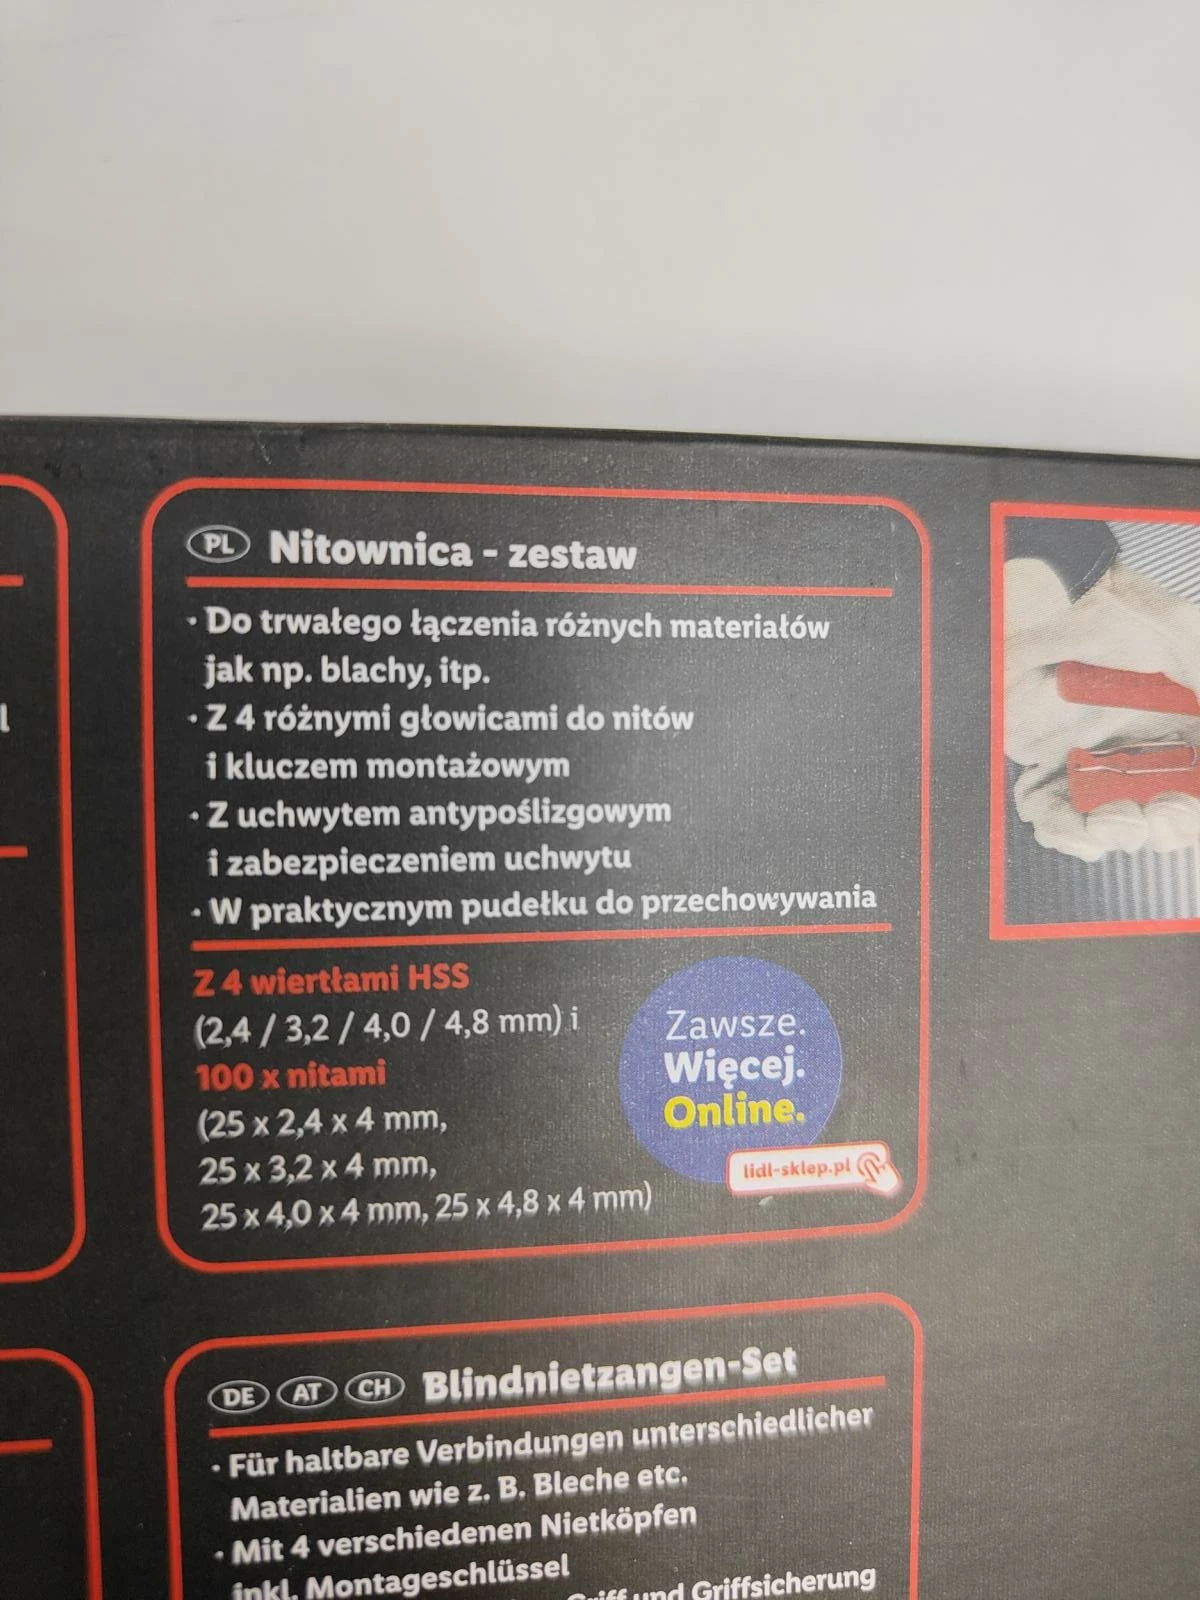 PL Nitownica - zestaw
· Do trwałego łączenia różnych materiałów
jak np. blachy, itp.
· Z 4 różnymi głowicami do nitów
i kluczem montażowym
· Z uchwytem antypoślizgowym
i zabezpieczeniem uchwytu
· W praktycznym pudełku do przechowywania
Z 4 wiertłami HSS
(2,4 / 3,2 / 4,0 / 4,8 mm) i
100 x nitami
(25 x 2,4 x 4 mm,
25 x 3,2 x 4 mm,
25 x 4,0 x 4 mm, 25 x 4,8 x 4 mm)
Zawsze.
Więcej.
Online.
lidl-sklep.pl
DE AT CH Blindnietzangen-Set
· Für haltbare Verbindungen unterschiedlicher
Materialien wie z. B. Bleche etc.
· Mit 4 verschiedenen Nietköpfen
inkl. Montageschlüssel
Griff und Griffsicherung